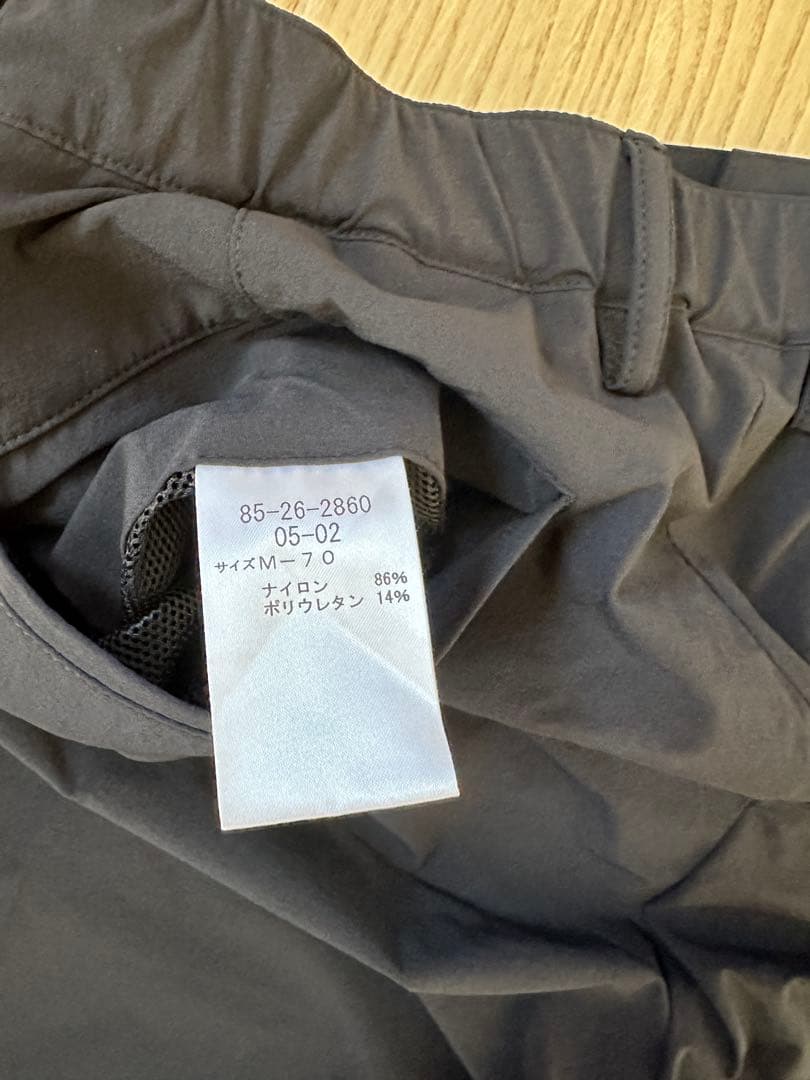 85-26-2860
05-02
サイズM－７０
ナイロン 86%
ポリウレタン 14%